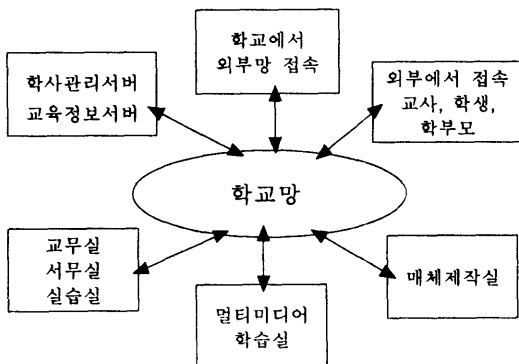 학교에서
외부망 접속
학사관리서버
교육정보서버
외부에서 접속
교사, 학생,
학부모
학교망
교무실
서무실
실습실
멀티미디어
학습실
매체제작실